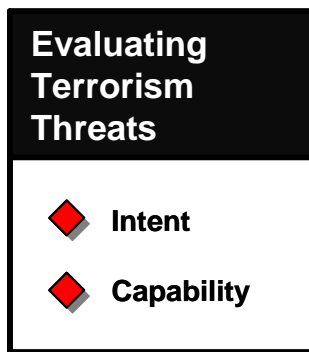 Evaluating
Terrorism
Threats
Intent
Capability